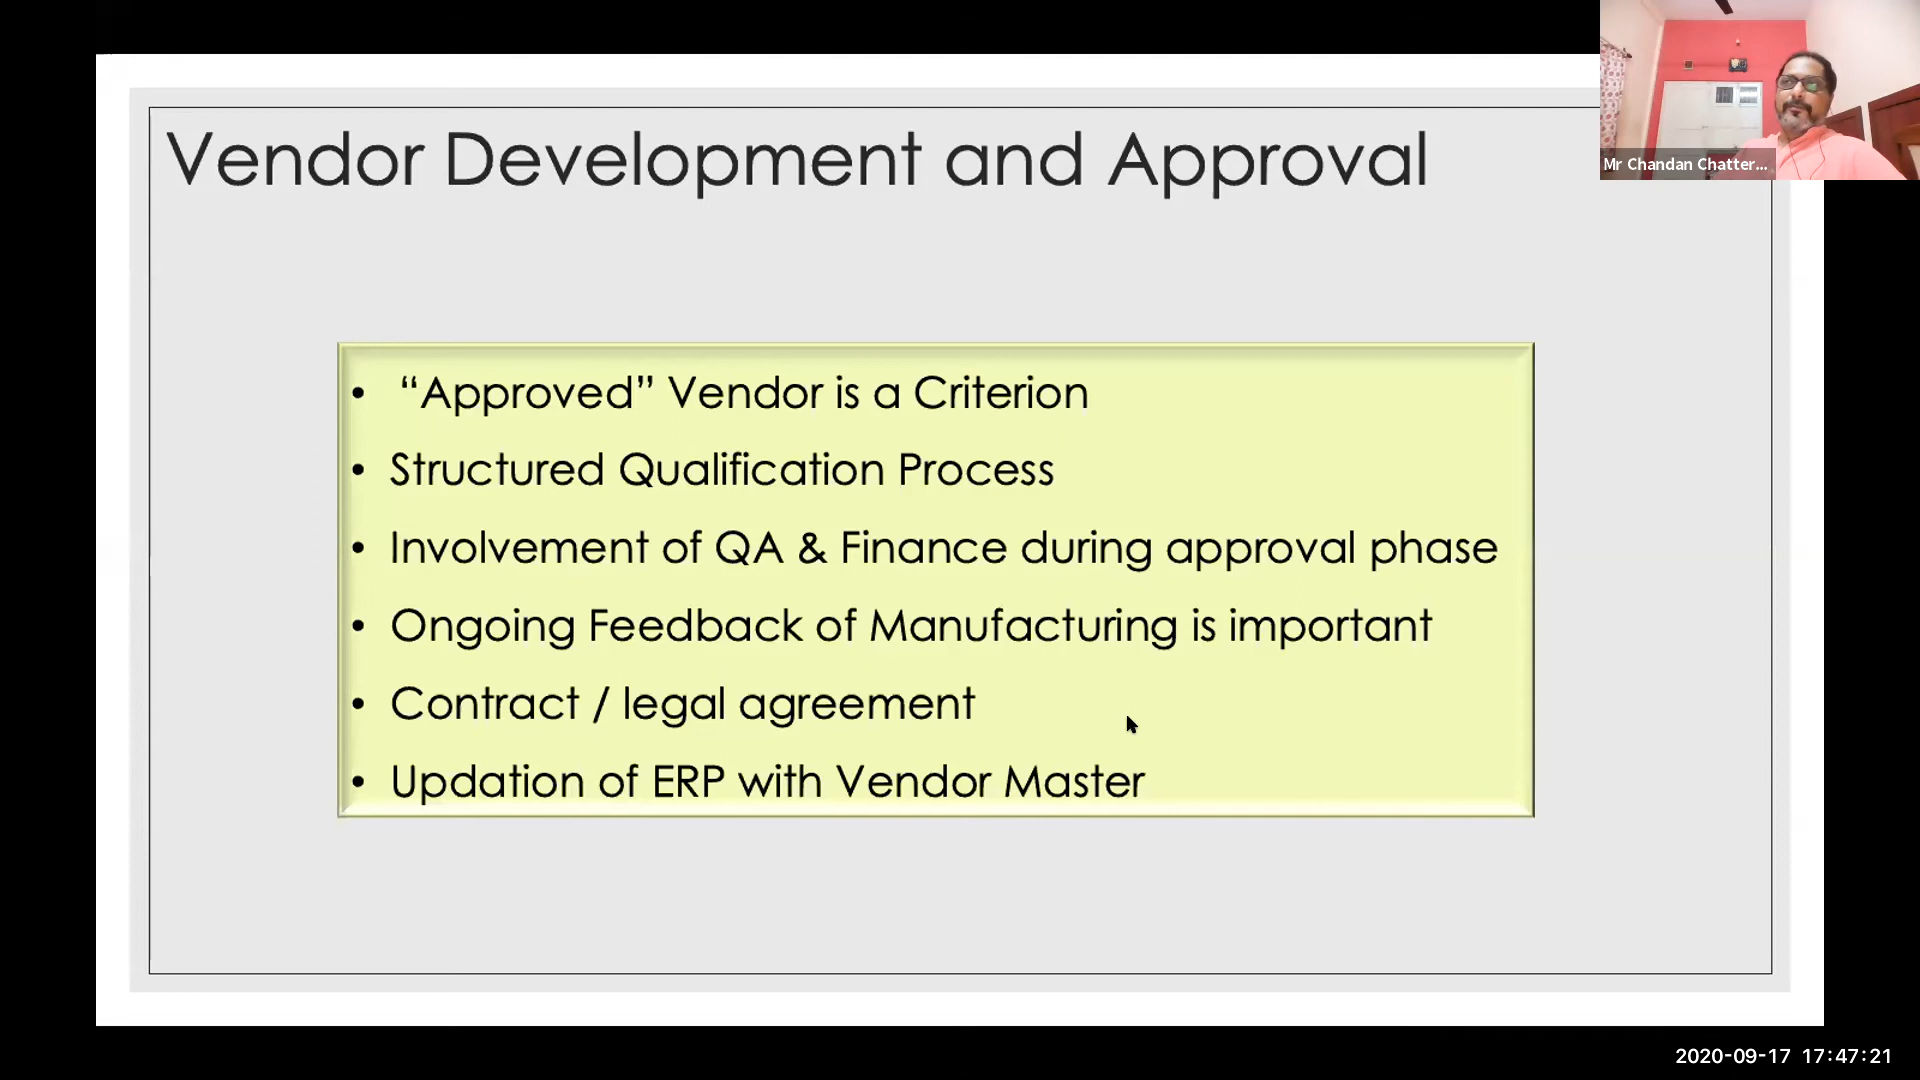 Vendor Development and Approval
Mr Chandan Chatter...
• “Approved” Vendor is a Criterion
• Structured Qualification Process
• Involvement of QA & Finance during approval phase
• Ongoing Feedback of Manufacturing is important
• Contract / legal agreement
• Updation of ERP with Vendor Master
2020-09-17 17:47:21